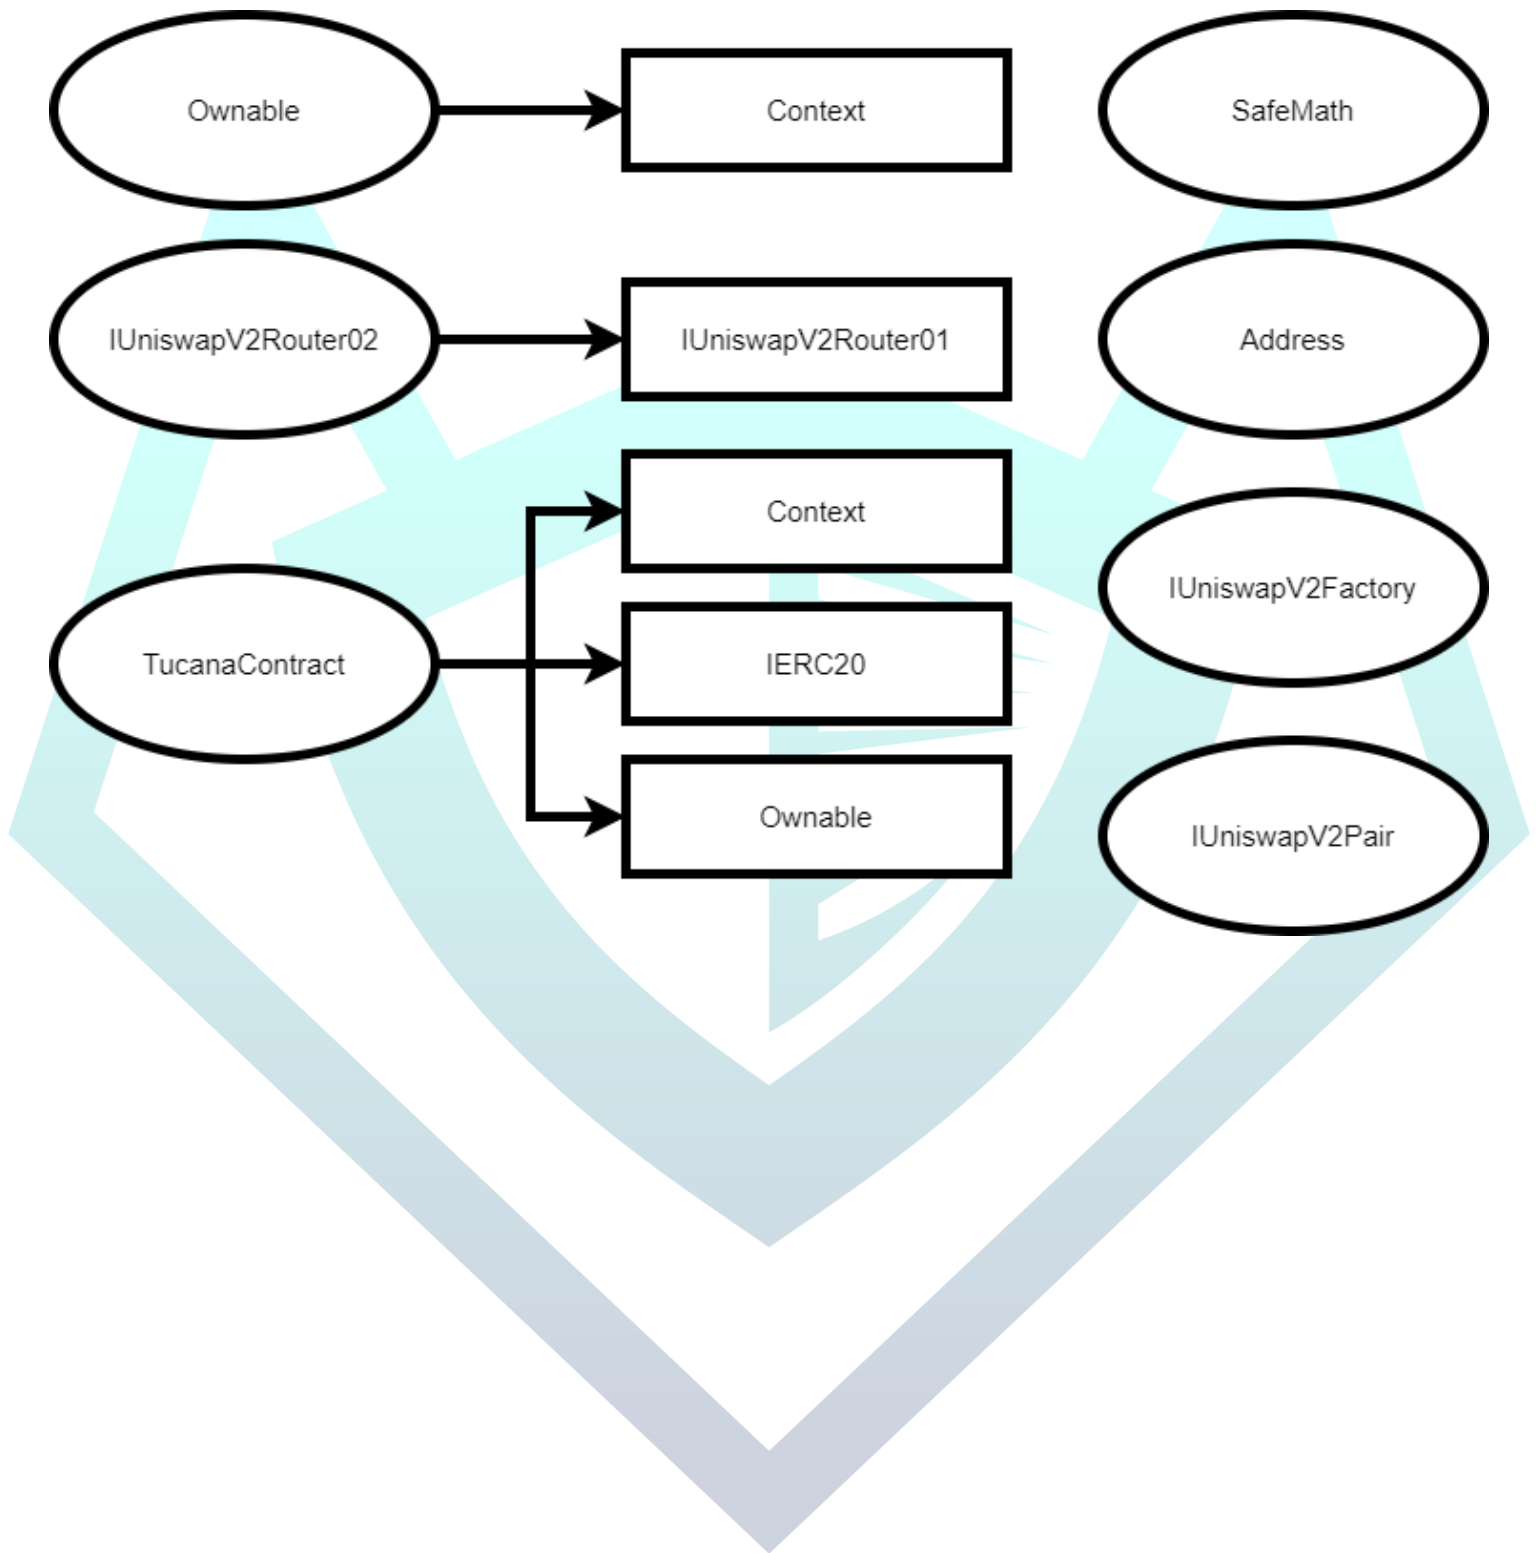 Ownable
Context
SafeMath
IUniswapV2Router02
IUniswapV2Router01
Address
Context
IUniswapV2Factory
TucanaContract
IERC20
Ownable
IUniswapV2Pair